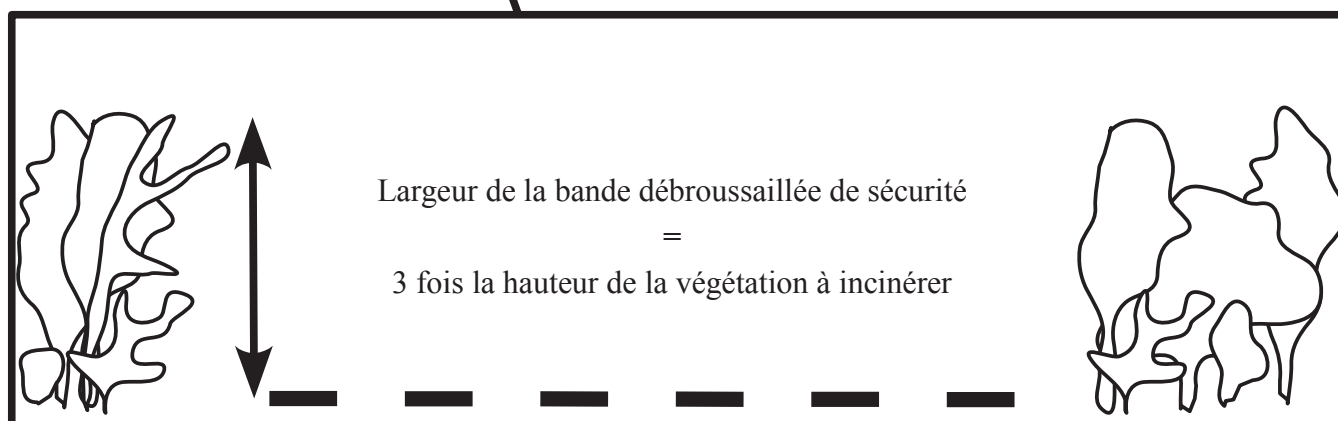 Largeur de la bande débroussaillée de sécurité
=
3 fois la hauteur de la végétation à incinérer